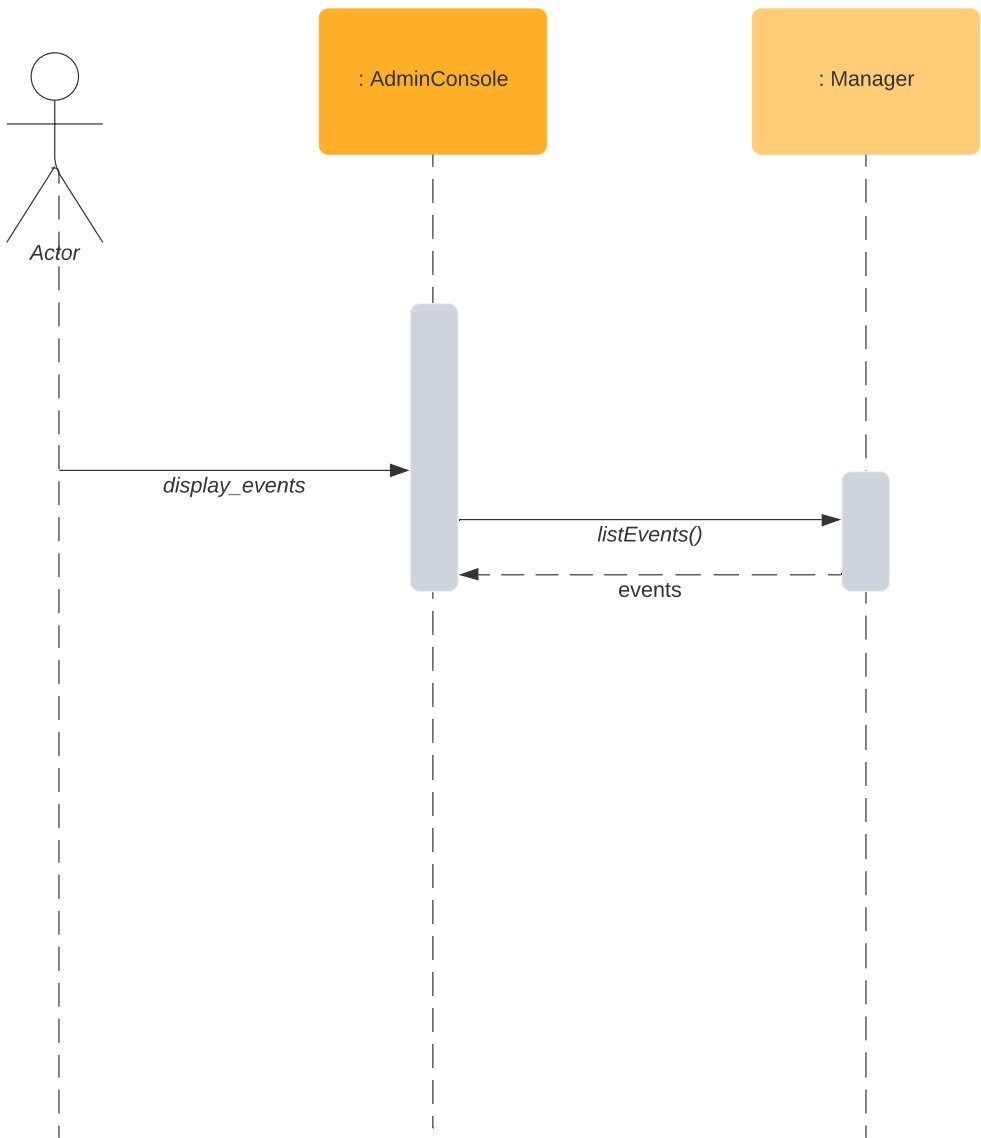 : AdminConsole
: Manager
Actor
display_events
listEvents()
events